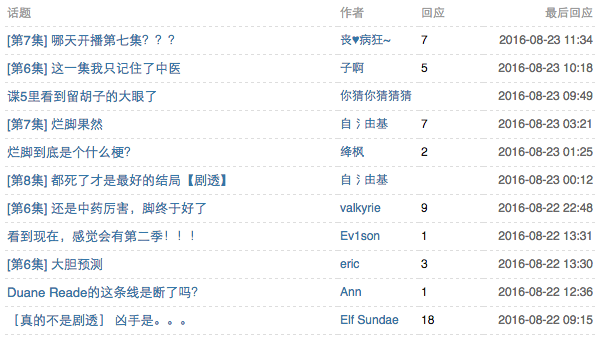 话题 作者 回应 最后回应
[第7集] 哪天开播第七集？？？ 丧♥病狂~ 7 2016-08-23 11:34
[第6集] 这一集我只记住了中医 子啊 5 2016-08-23 10:18
谍5里看到留胡子的大眼了 你猜你猜猜猜 2016-08-23 09:49
[第7集] 烂脚果然 自氵由基 7 2016-08-23 03:21
烂脚到底是个什么梗？ 绛枫 2 2016-08-23 01:25
[第8集] 都死了才是最好的结局【剧透】 自氵由基 2016-08-23 00:12
[第6集] 还是中药厉害，脚终于好了 valkyrie 9 2016-08-22 22:48
看到现在，感觉会有第二季！！！ Ev1son 1 2016-08-22 13:31
[第6集] 大胆预测 eric 3 2016-08-22 13:30
Duane Reade的这条线是断了吗？ Ann 1 2016-08-22 12:36
［真的不是剧透］ 凶手是。。。 Elf Sundae 18 2016-08-22 09:15